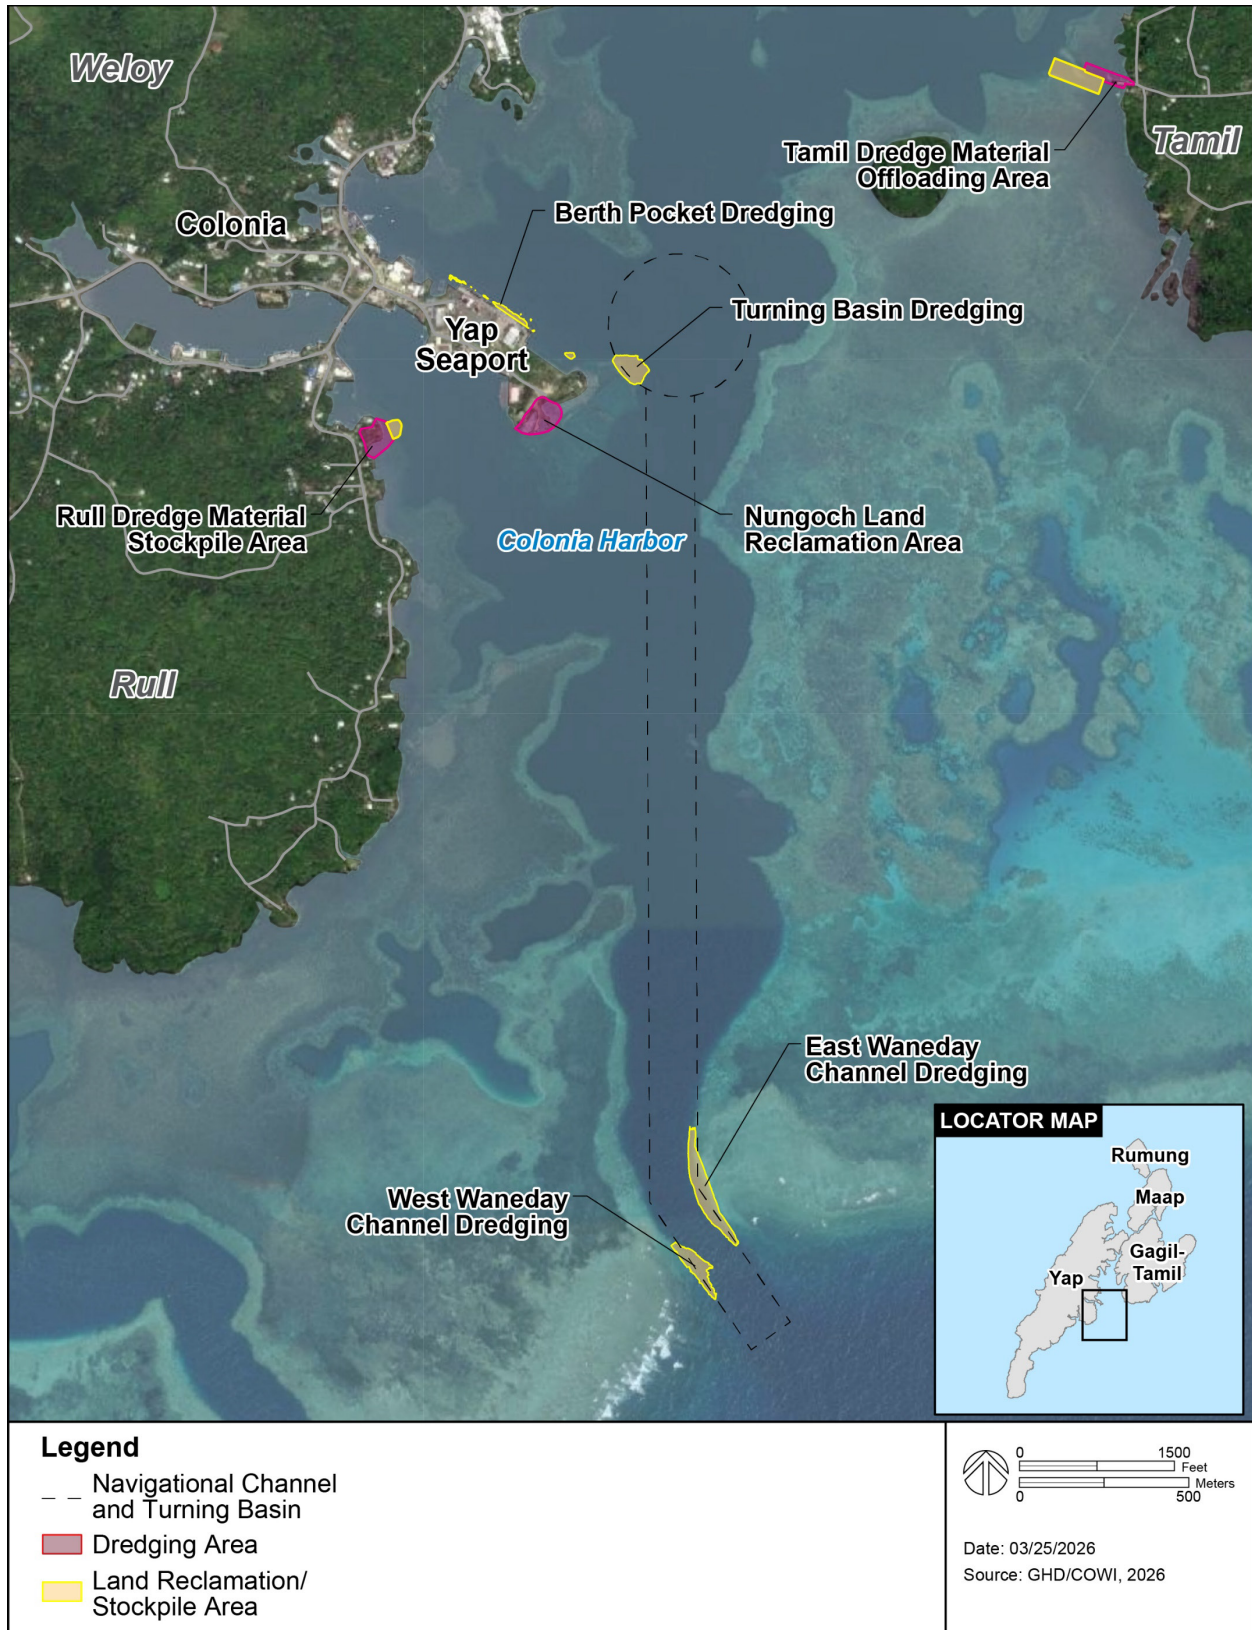 Weloy
Tamil
Tamil Dredge Material
Offloading Area
Berth Pocket Dredging
Colonia
Turning Basin Dredging
Yap
Seaport
Rull Dredge Material
Stockpile Area
Nungoch Land
Reclamation Area
Colonia Harbor
Rull
East Waneday
Channel Dredging
West Waneday
Channel Dredging
LOCATOR MAP
Rumung
Maap
Gagil-
Tamil
Yap
Legend
Navigational Channel
and Turning Basin
Dredging Area
Land Reclamation/
Stockpile Area
0 1500
Feet
Meters
0 500
Date: 03/25/2026
Source: GHD/COWI, 2026